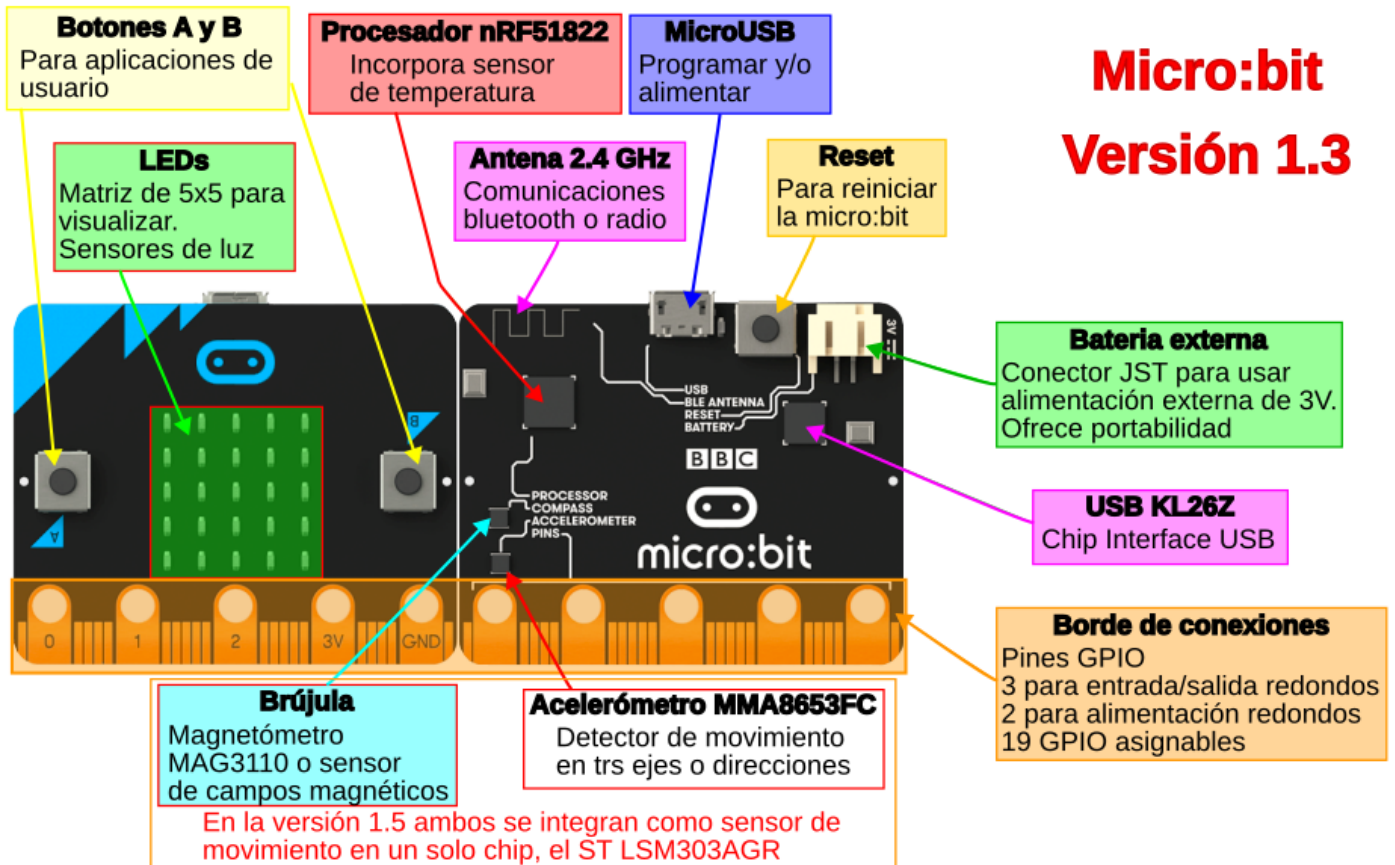 Botones A y B
Para aplicaciones de
usuario
Procesador nRF51822
Incorpora sensor
de temperatura
MicroUSB
Programar y/o
alimentar
Micro:bit
Versión 1.3
LEDs
Matriz de 5x5 para
visualizar.
Sensores de luz
Antena 2.4 GHz
Comunicaciones
bluetooth o radio
Reset
Para reiniciar
la micro:bit
Bateria externa
Conector JST para usar
alimentación externa de 3V.
Ofrece portabilidad
USB KL26Z
Chip Interface USB
Borde de conexiones
Pines GPIO
3 para entrada/salida redondos
2 para alimentación redondos
19 GPIO asignables
A
B
0
1
2
3V
GND
3V
USB
BLE ANTENNA
RESET
BATTERY
BBC
PROCESSOR
COMPASS
ACCELEROMETER
PINS
micro:bit
Brújula
Magnetómetro
MAG3110 o sensor
de campos magnéticos
Acelerómetro MMA8653FC
Detector de movimiento
en trs ejes o direcciones
En la versión 1.5 ambos se integran como sensor de
movimiento en un solo chip, el ST LSM303AGR